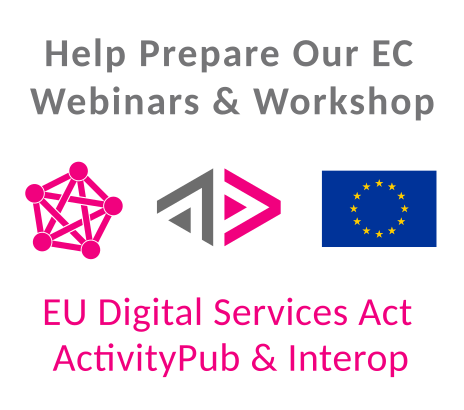 Help Prepare Our EC
Webinars & Workshop
EU Digital Services Act
ActivityPub & Interop